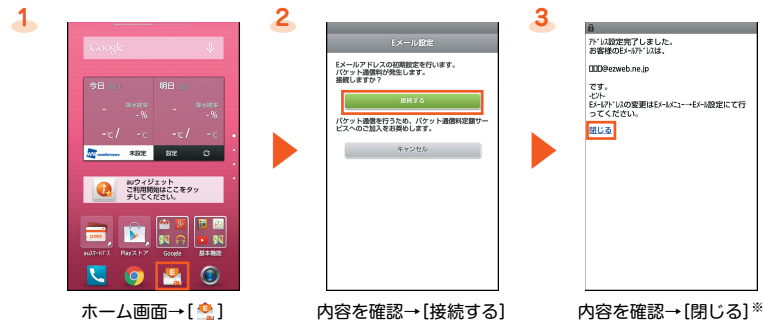 1
Google
今日
明日
降水確率
降水確率
- -%
- -%
-℃/ -℃
-℃/ -℃
未設定
設定
auウィジェット
ご利用開始はここをタッ
チしてください。
auスマートパス
Playストア
Google
基本機能
ホーム画面→[ ]
2
Eメール設定
Eメールアドレスの初期設定を行います。
パケット通信料が発生します。
接続しますか?
接続する
パケット通信を行うため、パケット通信料定額サー
ビスへのご加入をお奨めします。
キャンセル
内容を確認→[接続する]
3
アドレス設定完了しました。
お客様のEメールアドレスは、
□□□@ezweb.ne.jp
です。
-ヒント-
Eメールアドレスの変更はEメールメニュー→Eメール設定にて行
ってください。
閉じる
内容を確認→[閉じる]※